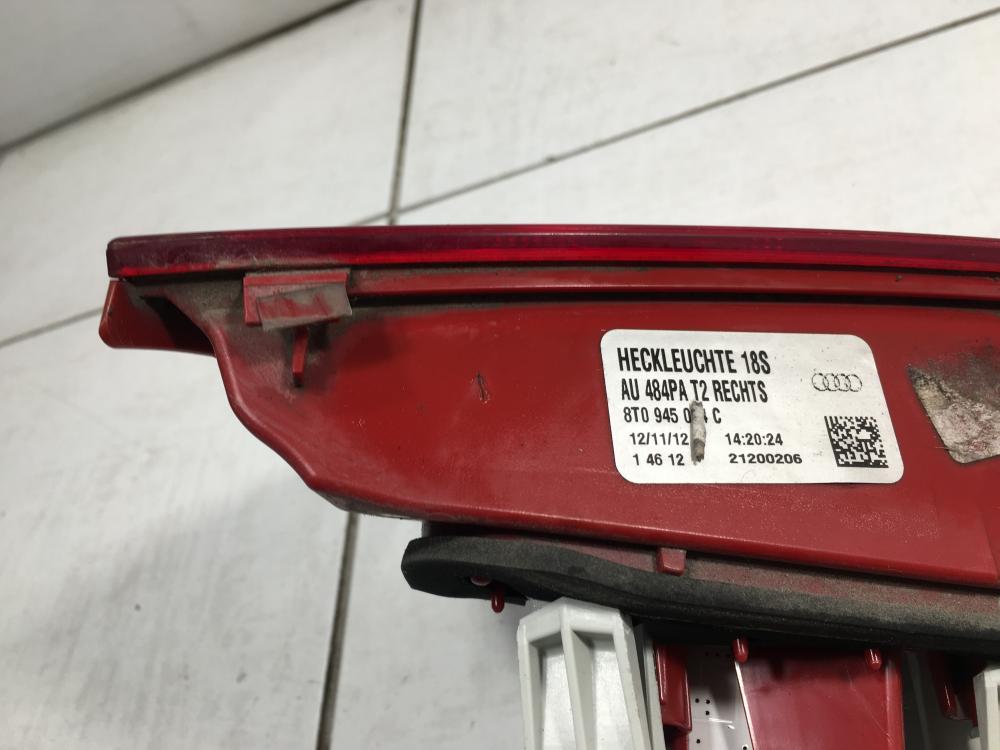 HECKLEUCHTE 18S
AU 484PA T2 RECHTS
8T0 945 C
12/11/12 14:20:24
1 46 12 21200206